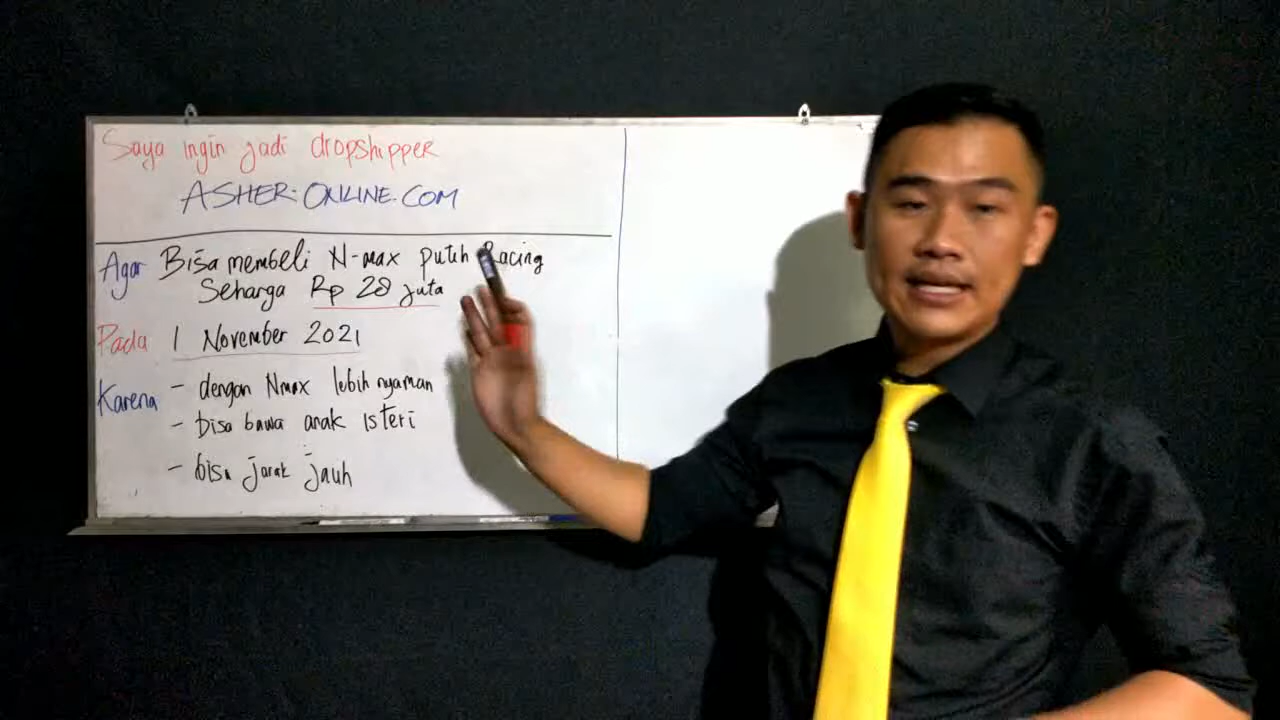 Saya ingin jadi dropshipper
ASHER-ONLINE.COM
Agar Bisa membeli N-max putih Racing
Seharga Rp 28 juta
Pada 1 November 2021
Karena - dengan Nmax lebih nyaman
- bisa bawa anak isteri
- bisa jarak jauh